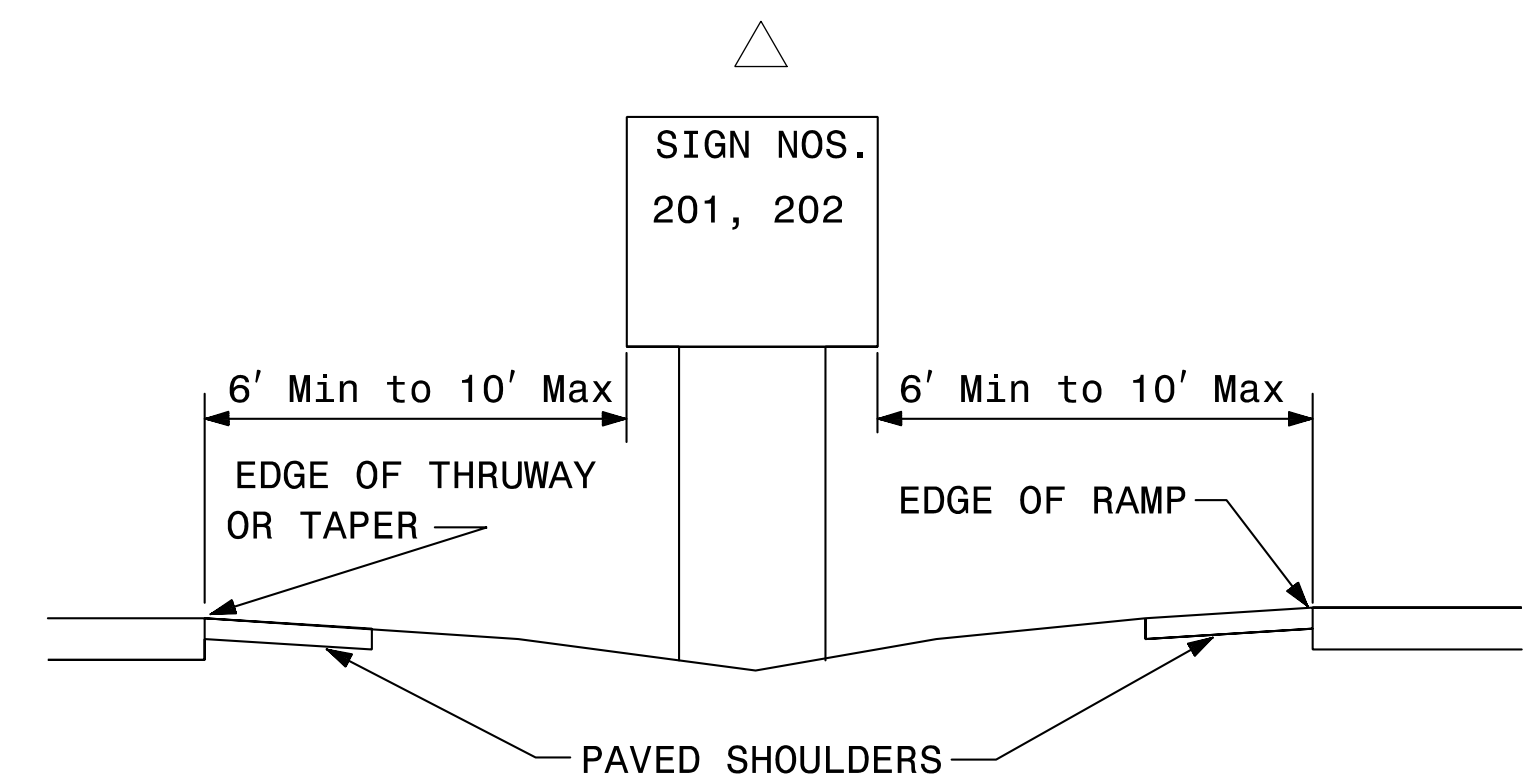 SIGN NOS.
201, 202
6' Min to 10' Max
6' Min to 10' Max
EDGE OF THRUWAY
OR TAPER
EDGE OF RAMP
PAVED SHOULDERS